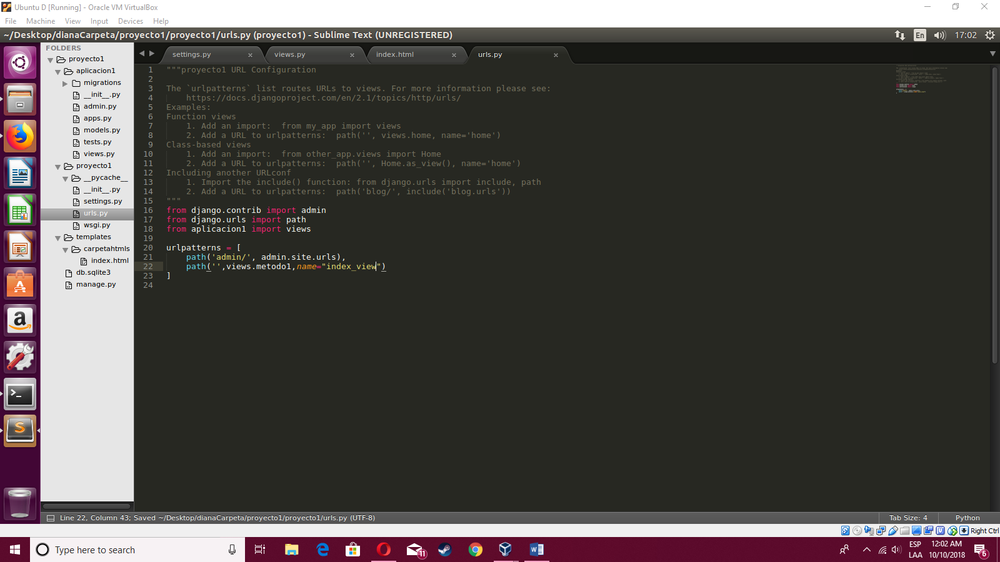 Ubuntu D [Running] - Oracle VM VirtualBox
File Machine View Input Devices Help
~/Desktop/dianaCarpeta/proyecto1/proyecto1/urls.py (proyecto1) - Sublime Text (UNREGISTERED)
En 17:02
FOLDERS
proyecto1
aplicacion1
migrations
__init__.py
admin.py
apps.py
models.py
tests.py
views.py
proyecto1
__pycache__
__init__.py
settings.py
urls.py
wsgi.py
templates
carpetahtmls
index.html
db.sqlite3
manage.py
settings.py × views.py × index.html × urls.py ×
1 """proyecto1 URL Configuration
2
3 The `urlpatterns` list routes URLs to views. For more information please see:
4     https://docs.djangoproject.com/en/2.1/topics/http/urls/
5 Examples:
6 Function views
7     1. Add an import:  from my_app import views
8     2. Add a URL to urlpatterns:  path('', views.home, name='home')
9 Class-based views
10     1. Add an import:  from other_app.views import Home
11     2. Add a URL to urlpatterns:  path('', Home.as_view(), name='home')
12 Including another URLconf
13     1. Import the include() function: from django.urls import include, path
14     2. Add a URL to urlpatterns:  path('blog/', include('blog.urls'))
15 """
16 from django.contrib import admin
17 from django.urls import path
18 from aplicacion1 import views
19
20 urlpatterns = [
21     path('admin/', admin.site.urls),
22     path('',views.metodo1,name="index_view")
23 ]
24
Line 22, Column 43; Saved ~/Desktop/dianaCarpeta/proyecto1/proyecto1/urls.py (UTF-8)
Tab Size: 4 Python
Right Ctrl
Type here to search
11
ESP
LAA
12:02 AM
10/10/2018
6